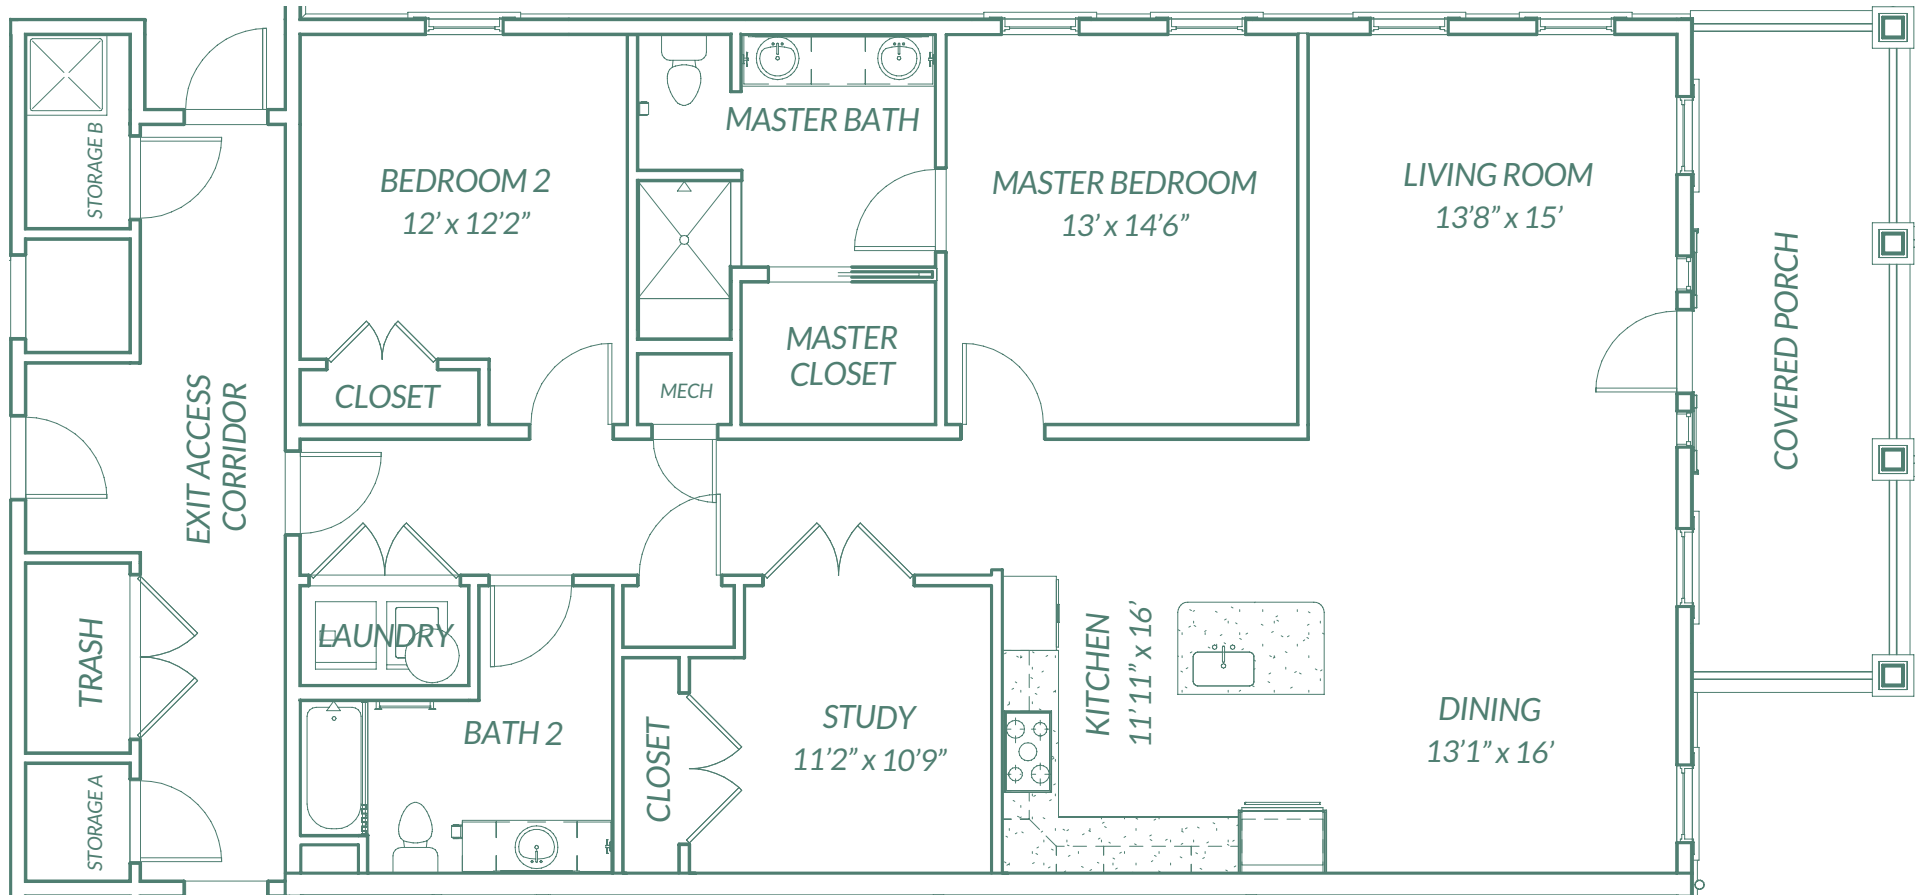 STORAGE B
MASTER BATH
BEDROOM 2
12' x 12'2”
MASTER BEDROOM
13' x 14'6”
LIVING ROOM
13'8” x 15'
COVERED PORCH
MASTER
CLOSET
MECH
CLOSET
EXIT ACCESS
CORRIDOR
TRASH
LAUNDRY
BATH 2
CLOSET
STUDY
11'2” x 10'9”
KITCHEN
11'11” x 16'
DINING
13'1” x 16'
STORAGE A